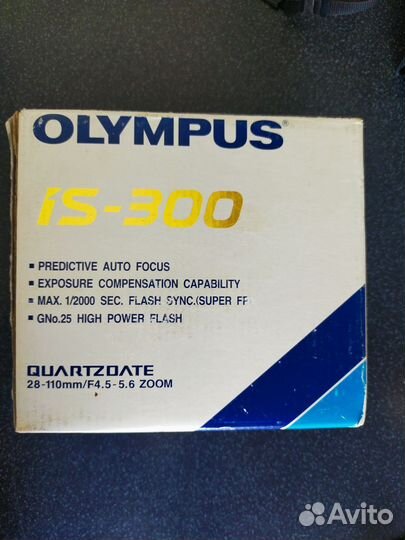 OLYMPUS®
iS-300
▪ PREDICTIVE AUTO FOCUS
▪ EXPOSURE COMPENSATION CAPABILITY
▪ MAX. 1/2000 SEC. FLASH SYNC.(SUPER FP)
▪ GNo.25 HIGH POWER FLASH
QUARTZDATE
28-110mm/F4.5-5.6 ZOOM
Avito